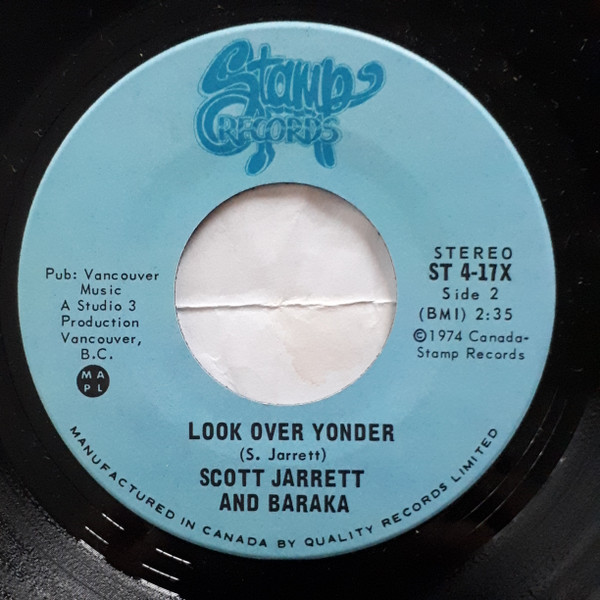 Stamp
RECORDS
Pub: Vancouver
Music
A Studio 3
Production
Vancouver,
B.C.
M A
P L
STEREO
ST 4-17X
Side 2
(BMI) 2:35
©1974 Canada-
Stamp Records
LOOK OVER YONDER
(S. Jarrett)
SCOTT JARRETT
AND BARAKA
MANUFACTURED IN CANADA BY QUALITY RECORDS LIMITED